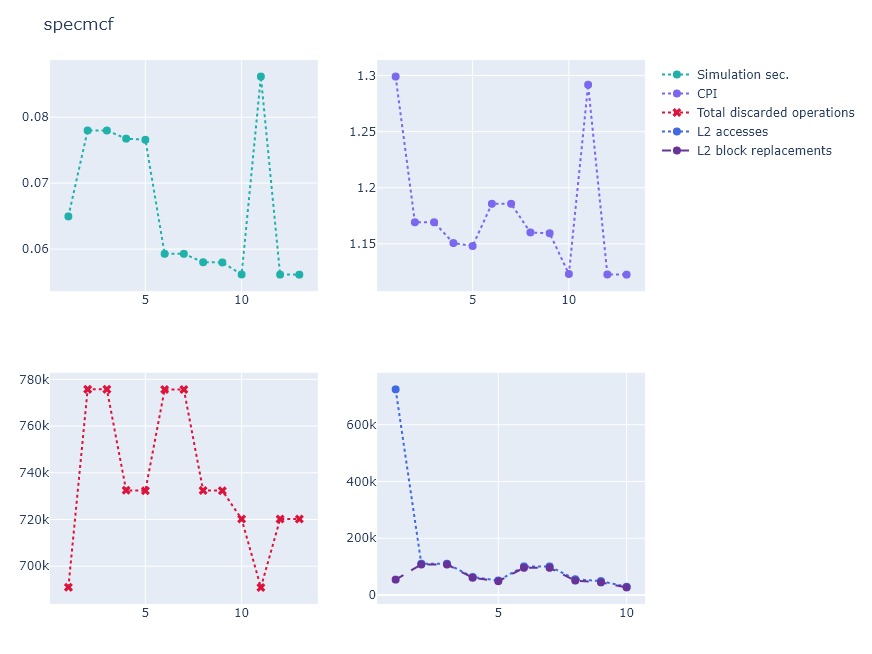 specmcf
0.08
0.07
0.06
5 10
1.3
1.25
1.2
1.15
5 10
Simulation sec.
CPI
Total discarded operations
L2 accesses
L2 block replacements
780k
760k
740k
720k
700k
5 10
600k
400k
200k
0
5 10